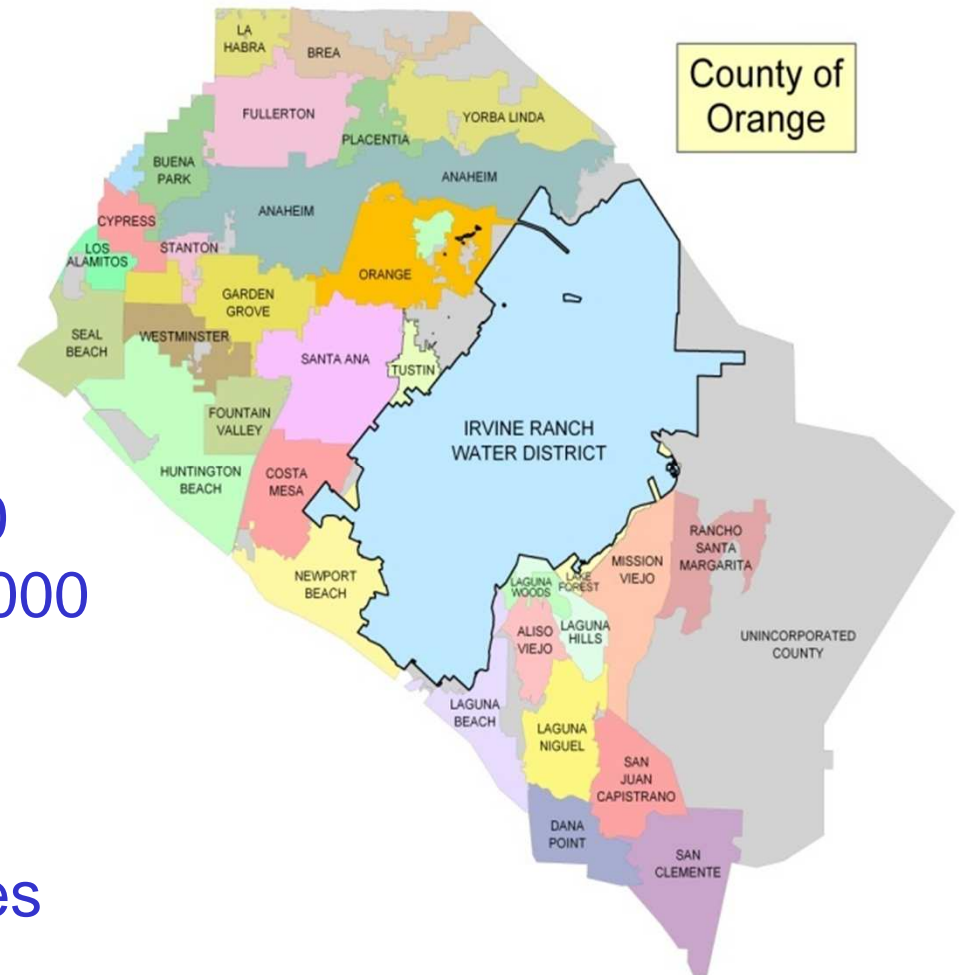 County of
Orange
LA
HABRA
BREA
FULLERTON
PLACENTIA
YORBA LINDA
BUENA
PARK
ANAHEIM
ANAHEIM
CYPRESS
LOS
ALAMITOS
STANTON
ORANGE
GARDEN
GROVE
SEAL
BEACH
WESTMINSTER
SANTA ANA
TUSTIN
FOUNTAIN
VALLEY
IRVINE RANCH
WATER DISTRICT
HUNTINGTON
BEACH
COSTA
MESA
0
000
NEWPORT
BEACH
LAGUNA
WOODS
LAKE
FOREST
MISSION
VIEJO
RANCHO
SANTA
MARGARITA
ALISO
VIEJO
LAGUNA
HILLS
UNINCORPORATED
COUNTY
LAGUNA
BEACH
LAGUNA
NIGUEL
SAN
JUAN
CAPISTRANO
DANA
POINT
SAN
CLEMENTE
es